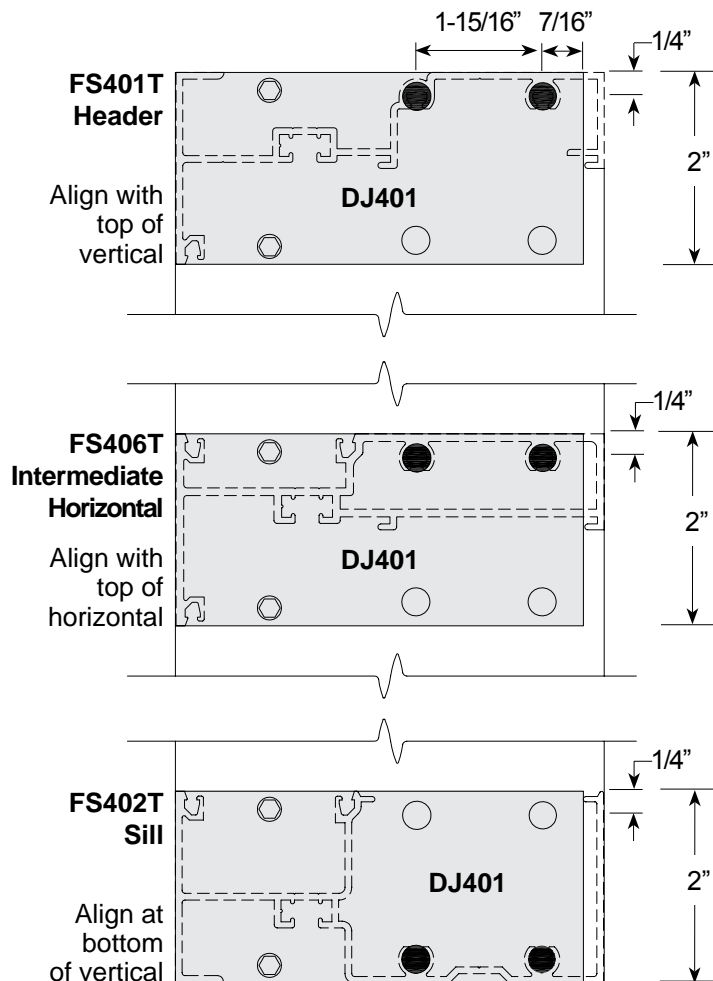 1-15/16” 7/16”
1/4”
FS401T
Header
2”
Align with
top of
vertical
DJ401
1/4”
FS406T
Intermediate
Horizontal
2”
Align with
top of
horizontal
DJ401
1/4”
FS402T
Sill
DJ401
2”
Align at
bottom
of vertical